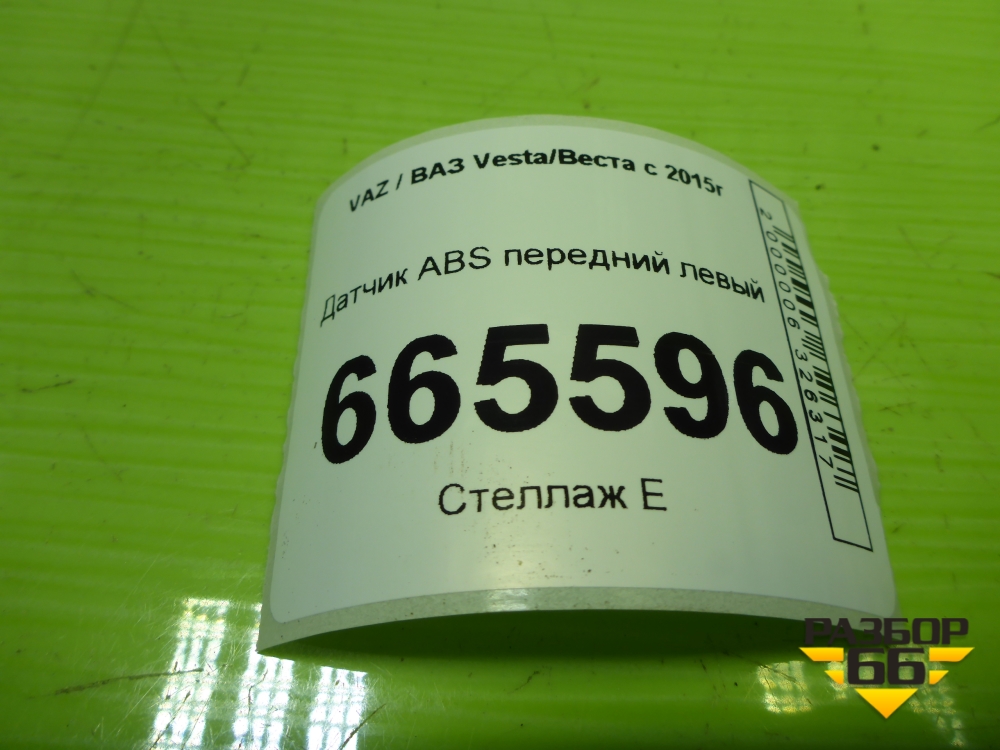 VAZ / ВАЗ Vesta/Веста с 2015г
Датчик ABS передний левый
665596
Стеллаж Е
2000006326317
РАЗБОР
66